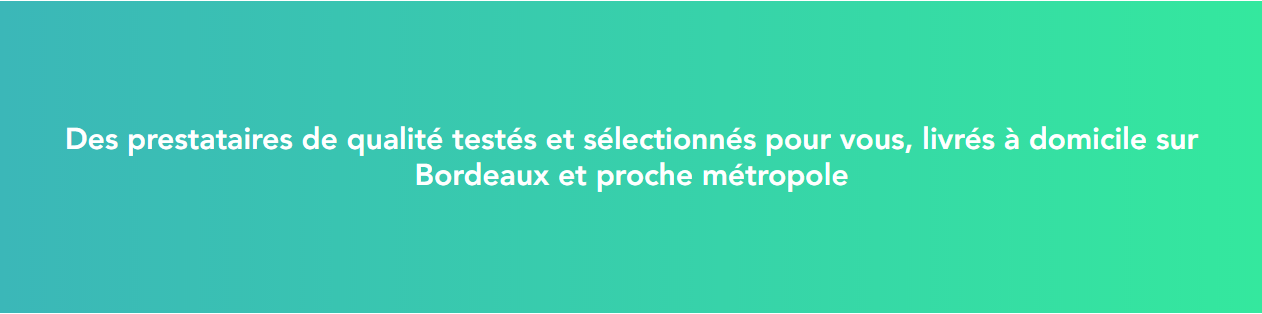 Des prestataires de qualité testés et sélectionnés pour vous, livrés à domicile sur
Bordeaux et proche métropole